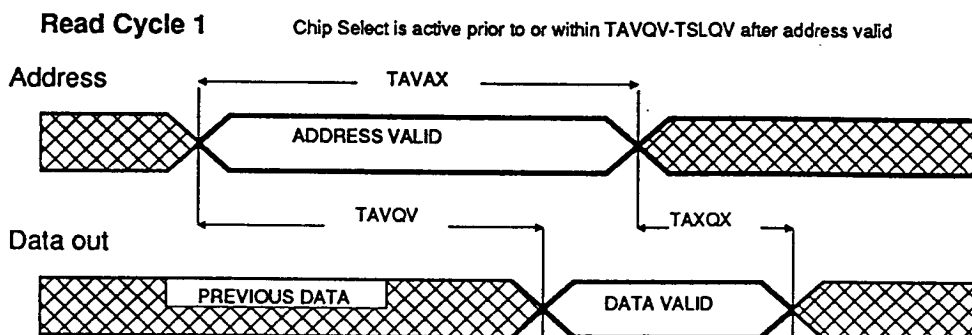 Read Cycle 1
Chip Select is active prior to or within TAVQV-TSLQV after address valid
Address
TAVAX
ADDRESS VALID
TAVQV
TAXQX
Data out
PREVIOUS DATA
DATA VALID